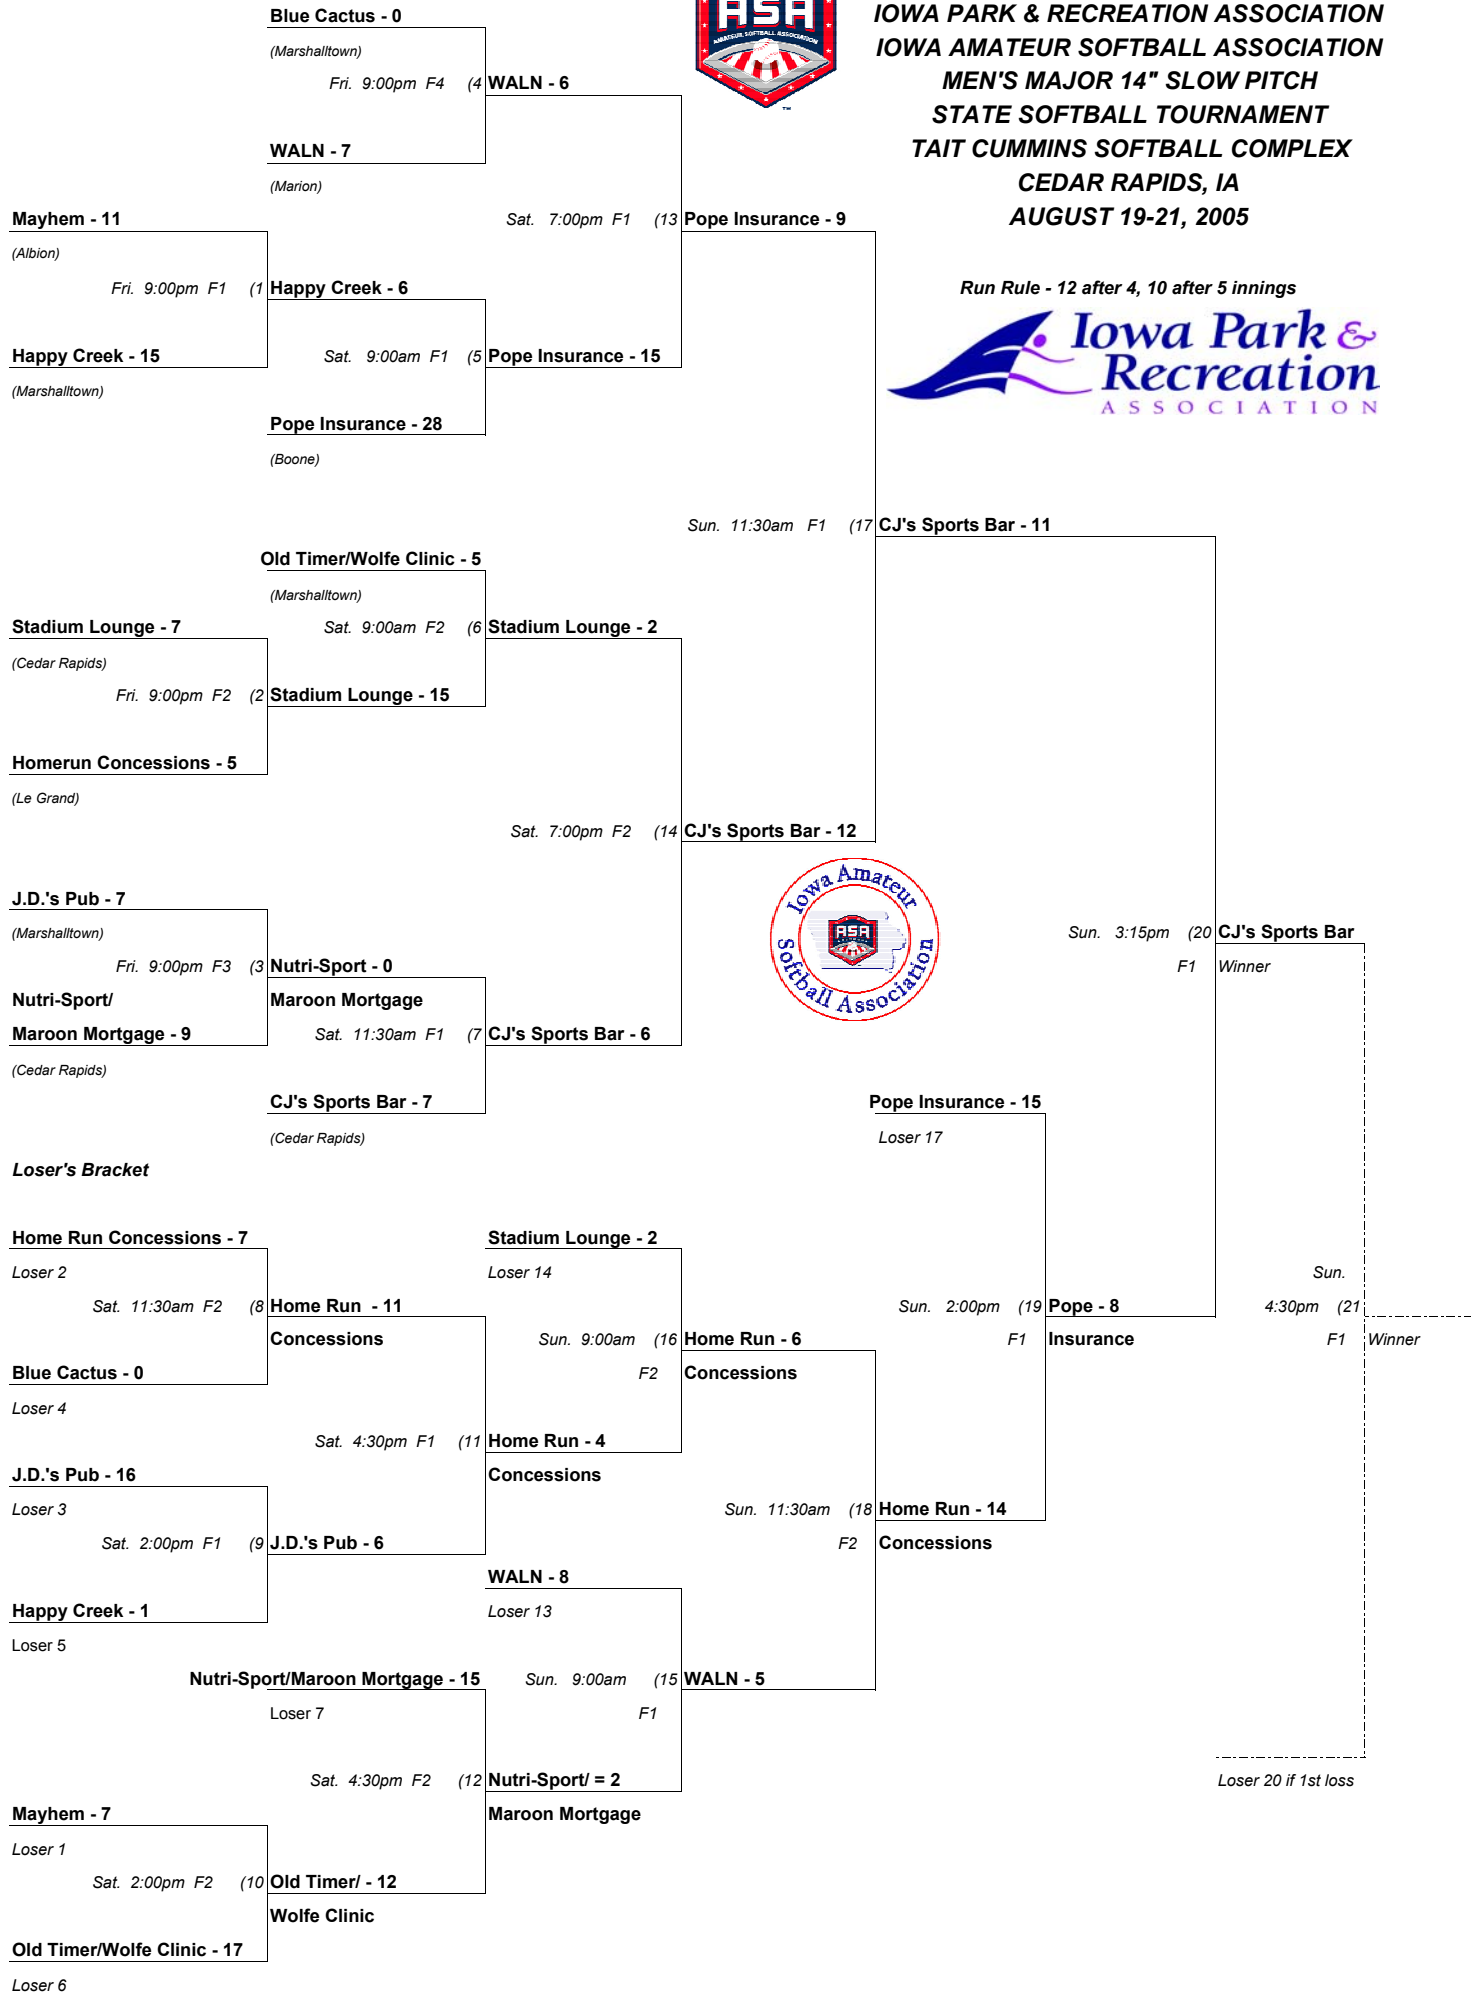 Blue Cactus - 0
(Marshalltown)
Fri. 9:00pm F4 (4 WALN - 6
WALN - 7
(Marion)
ASA
AMATEUR SOFTBALL ASSOCIATION
TM
IOWA PARK & RECREATION ASSOCIATION
IOWA AMATEUR SOFTBALL ASSOCIATION
MEN'S MAJOR 14" SLOW PITCH
STATE SOFTBALL TOURNAMENT
TAIT CUMMINS SOFTBALL COMPLEX
CEDAR RAPIDS, IA
AUGUST 19-21, 2005
Mayhem - 11
(Albion)
Sat. 7:00pm F1 (13 Pope Insurance - 9
Fri. 9:00pm F1 (1 Happy Creek - 6
Run Rule - 12 after 4, 10 after 5 innings
Iowa Park &
Recreation
ASSOCIATION
Happy Creek - 15
(Marshalltown)
Sat. 9:00am F1 (5 Pope Insurance - 15
Pope Insurance - 28
(Boone)
Sun. 11:30am F1 (17 CJ's Sports Bar - 11
Old Timer/Wolfe Clinic - 5
(Marshalltown)
Stadium Lounge - 7
(Cedar Rapids)
Sat. 9:00am F2 (6 Stadium Lounge - 2
Fri. 9:00pm F2 (2 Stadium Lounge - 15
Homerun Concessions - 5
(Le Grand)
Sat. 7:00pm F2 (14 CJ's Sports Bar - 12
Iowa Amateur
ASA
Softball Association
J.D.'s Pub - 7
(Marshalltown)
Sun. 3:15pm (20 CJ's Sports Bar
F1 Winner
Fri. 9:00pm F3 (3 Nutri-Sport - 0
Maroon Mortgage
Nutri-Sport/
Maroon Mortgage - 9
(Cedar Rapids)
Sat. 11:30am F1 (7 CJ's Sports Bar - 6
CJ's Sports Bar - 7
(Cedar Rapids)
Pope Insurance - 15
Loser 17
Loser's Bracket
Home Run Concessions - 7
Loser 2
Stadium Lounge - 2
Loser 14
Sat. 11:30am F2 (8 Home Run - 11
Concessions
Sun. 2:00pm (19 Pope - 8
F1 Insurance
Sun.
4:30pm (21
F1 Winner
Sun. 9:00am (16 Home Run - 6
F2 Concessions
Blue Cactus - 0
Loser 4
Sat. 4:30pm F1 (11 Home Run - 4
Concessions
J.D.'s Pub - 16
Loser 3
Sun. 11:30am (18 Home Run - 14
F2 Concessions
Sat. 2:00pm F1 (9 J.D.'s Pub - 6
WALN - 8
Loser 13
Happy Creek - 1
Loser 5
Nutri-Sport/Maroon Mortgage - 15
Loser 7
Sun. 9:00am (15 WALN - 5
F1
Sat. 4:30pm F2 (12 Nutri-Sport/ = 2
Maroon Mortgage
Loser 20 if 1st loss
Mayhem - 7
Loser 1
Sat. 2:00pm F2 (10 Old Timer/ - 12
Wolfe Clinic
Old Timer/Wolfe Clinic - 17
Loser 6